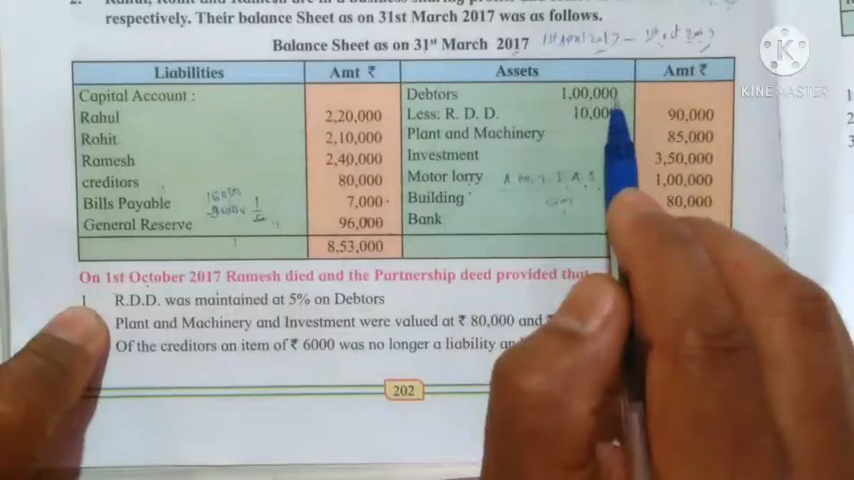 respectively. Their balance Sheet as on 31st March 2017 was as follows.
Balance Sheet as on 31st March 2017 1st April 2017 – 1st oct 2017
KINEMASTER
Liabilities Amt ₹ Assets Amt ₹
Capital Account : Debtors 1,00,000
Rahul 2,20,000 Less: R. D. D. 10,000 90,000
Rohit 2,10,000 Plant and Machinery 85,000
Ramesh 2,40,000 Investment 3,50,000
creditors 80,000 Motor lorry A M J J A S 1,00,000
Bills Payable 7,000 Building 80,000
General Reserve 96,000 Bank
8,53,000
On 1st October 2017 Ramesh died and the Partnership deed provided that
1 R.D.D. was maintained at 5% on Debtors
Plant and Machinery and Investment were valued at ₹ 80,000 and
Of the creditors an item of ₹ 6000 was no longer a liability
202